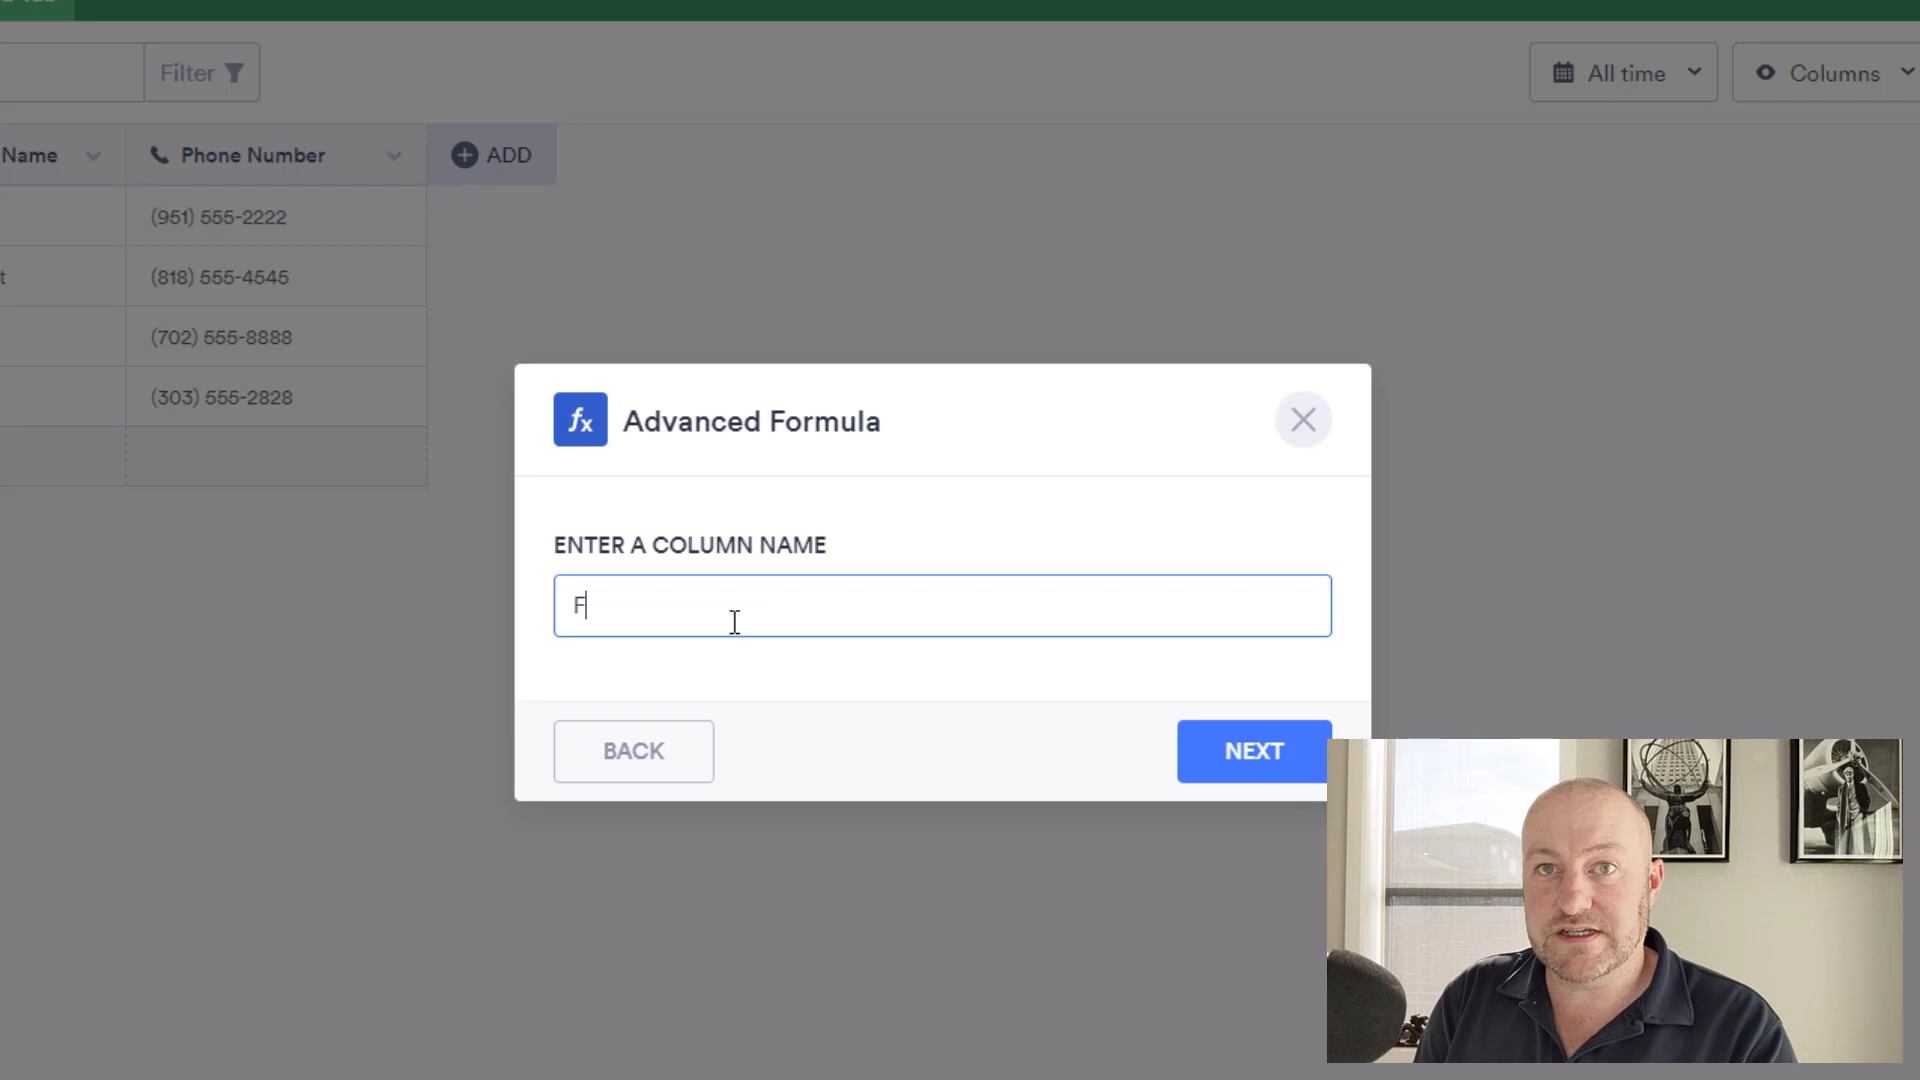 Filter
All time
Columns
Name
Phone Number
ADD
(951) 555-2222
t
(818) 555-4545
(702) 555-8888
(303) 555-2828
fx
Advanced Formula
ENTER A COLUMN NAME
F
BACK
NEXT